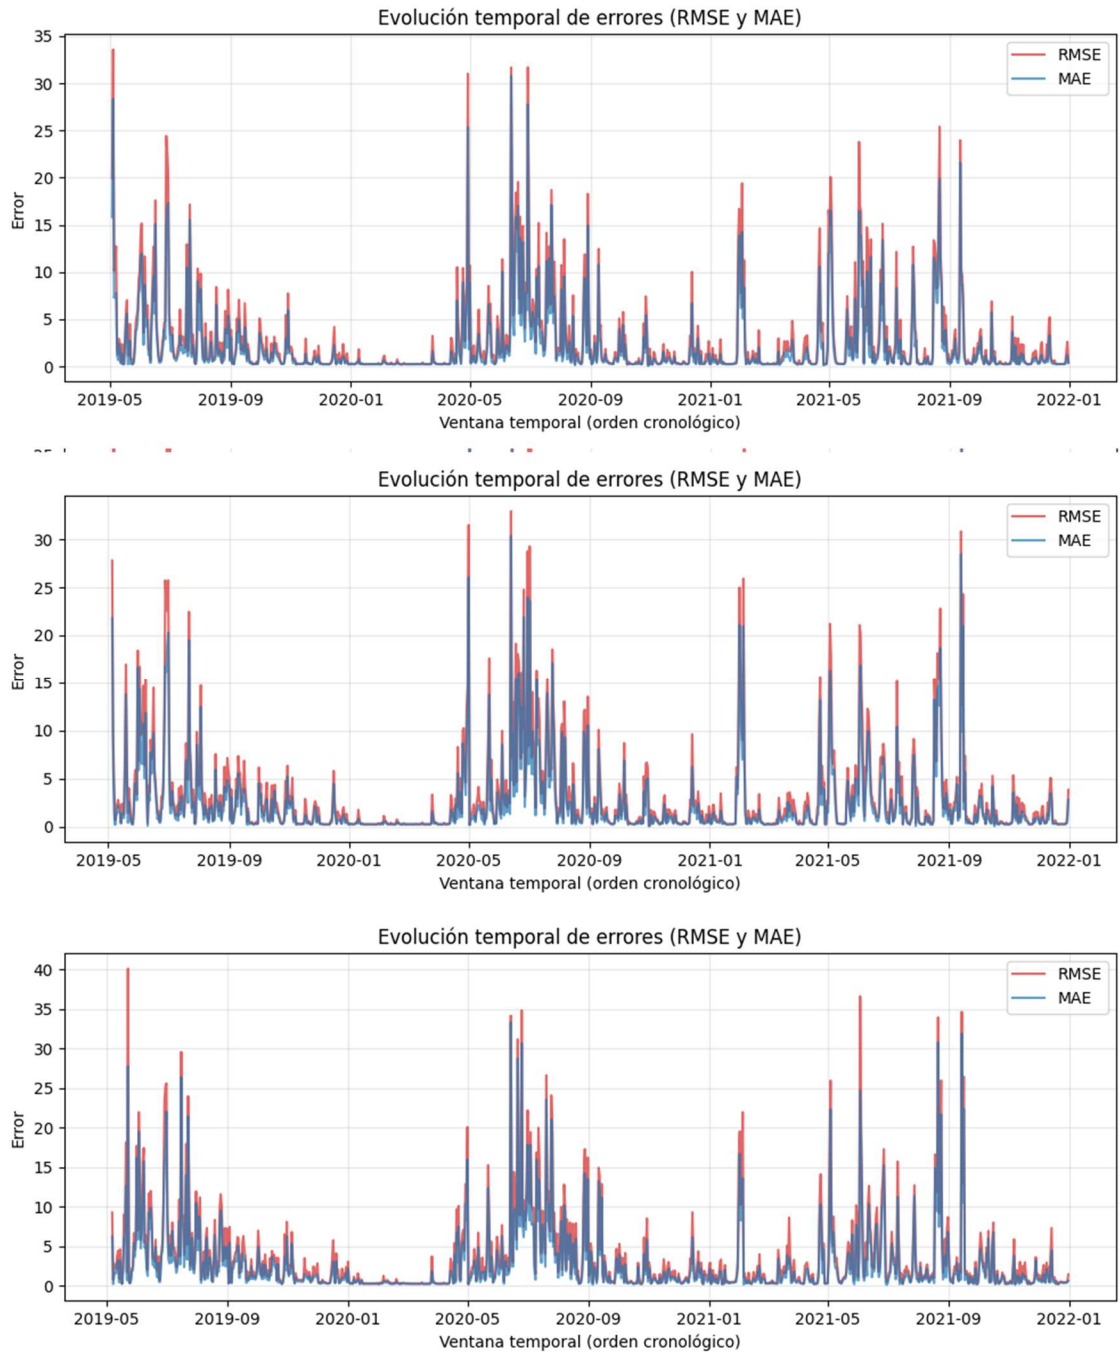 Evolución temporal de errores (RMSE y MAE)
35
30
25
20
15
10
5
0
Error
RMSE
MAE
2019-05 2019-09 2020-01 2020-05 2020-09 2021-01 2021-05 2021-09 2022-01
Ventana temporal (orden cronológico)
Evolución temporal de errores (RMSE y MAE)
30
25
20
15
10
5
0
Error
RMSE
MAE
2019-05 2019-09 2020-01 2020-05 2020-09 2021-01 2021-05 2021-09 2022-01
Ventana temporal (orden cronológico)
Evolución temporal de errores (RMSE y MAE)
40
35
30
25
20
15
10
5
0
Error
RMSE
MAE
2019-05 2019-09 2020-01 2020-05 2020-09 2021-01 2021-05 2021-09 2022-01
Ventana temporal (orden cronológico)